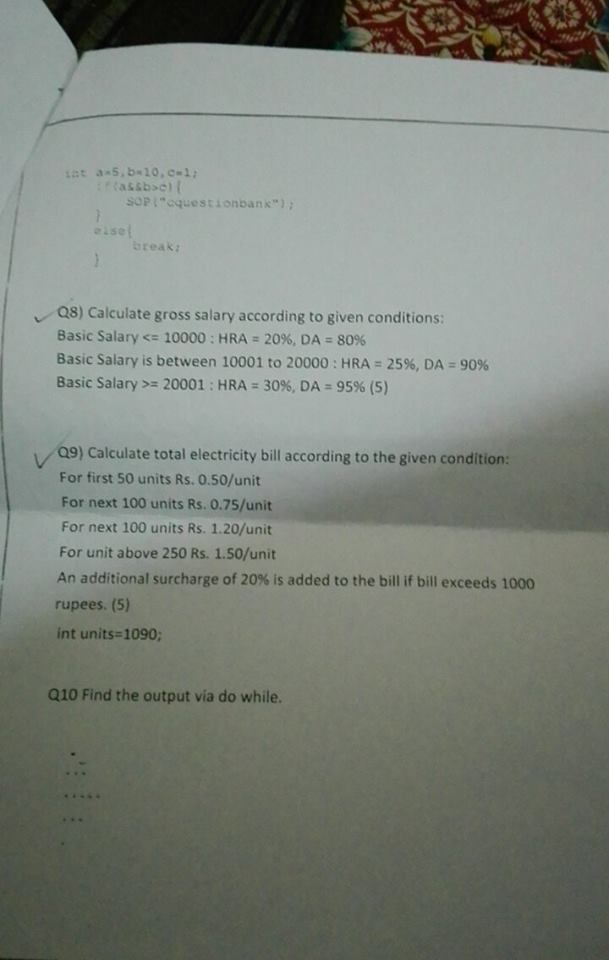 int a=5,b=10,c=1;
if(a&&b>c){
SOP("cquestionbank");
}
else{
break;
}
Q8) Calculate gross salary according to given conditions:
Basic Salary <= 10000 : HRA = 20%, DA = 80%
Basic Salary is between 10001 to 20000 : HRA = 25%, DA = 90%
Basic Salary >= 20001 : HRA = 30%, DA = 95% (5)
Q9) Calculate total electricity bill according to the given condition:
For first 50 units Rs. 0.50/unit
For next 100 units Rs. 0.75/unit
For next 100 units Rs. 1.20/unit
For unit above 250 Rs. 1.50/unit
An additional surcharge of 20% is added to the bill if bill exceeds 1000
rupees. (5)
int units=1090;
Q10 Find the output via do while.
.
...
.....
...
.